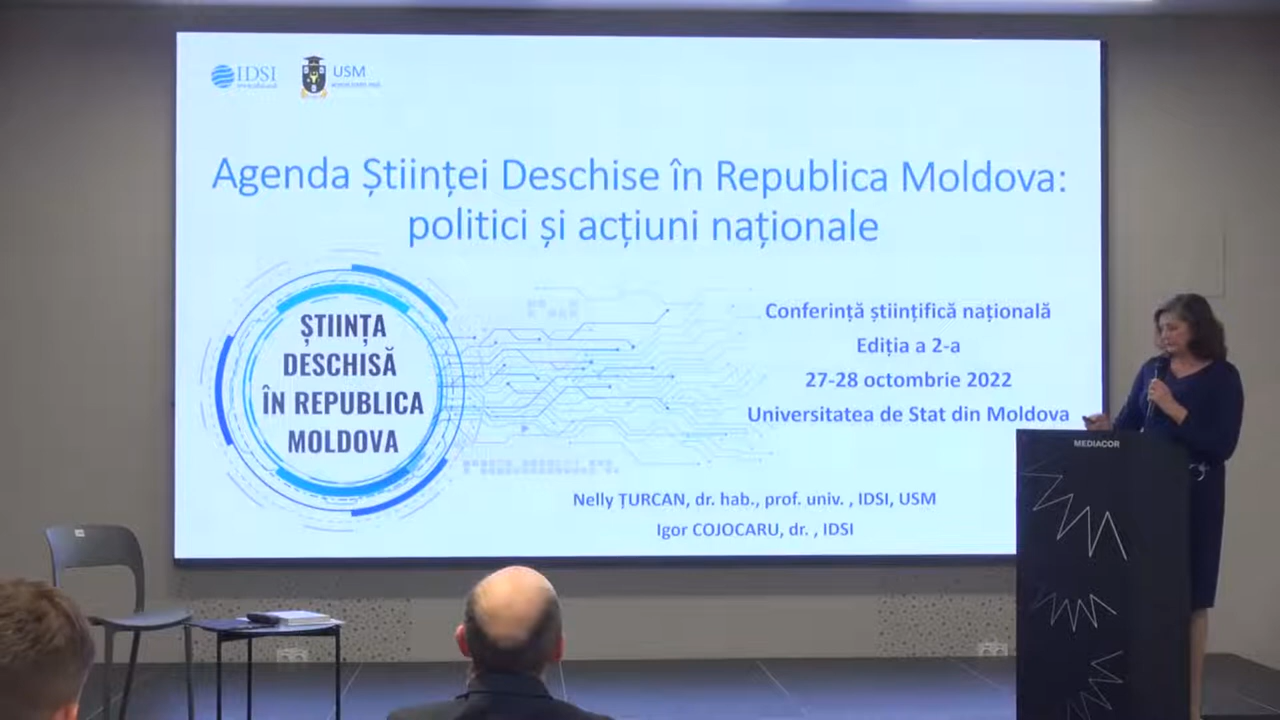 IDSI
USM
Agenda Științei Deschise în Republica Moldova:
politici și acțiuni naționale
ȘTIINȚA
DESCHISĂ
ÎN REPUBLICA
MOLDOVA
Conferință științifică națională
Ediția a 2-a
27-28 octombrie 2022
Universitatea de Stat din Moldova
Nelly ȚURCAN, dr. hab., prof. univ. , IDSI, USM
Igor COJOCARU, dr. , IDSI
MEDIACOR